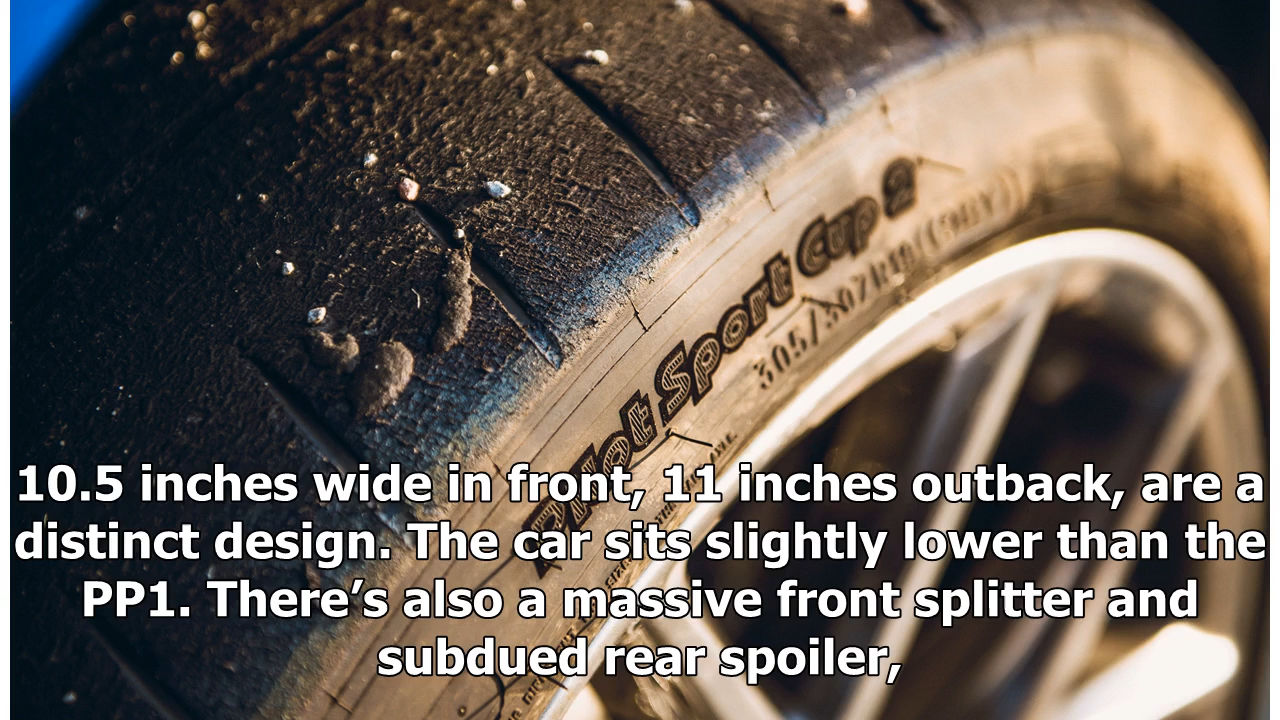 Pilot Sport Cup 2
305/30ZR19
10.5 inches wide in front, 11 inches outback, are a
distinct design. The car sits slightly lower than the
PP1. There’s also a massive front splitter and
subdued rear spoiler,